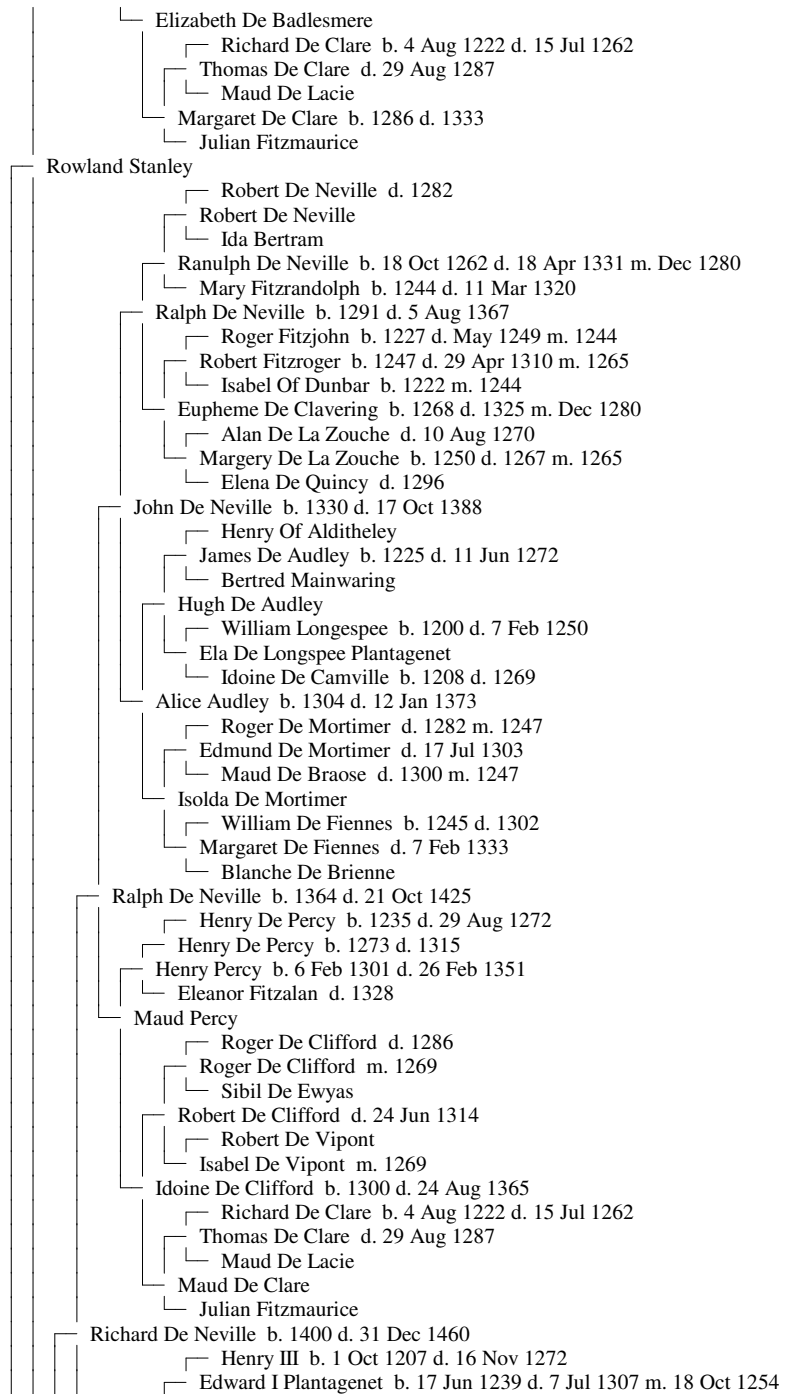 Elizabeth De Badlesmere
Richard De Clare b. 4 Aug 1222 d. 15 Jul 1262
Thomas De Clare d. 29 Aug 1287
Maud De Lacie
Margaret De Clare b. 1286 d. 1333
Julian Fitzmaurice
Rowland Stanley
Robert De Neville d. 1282
Robert De Neville
Ida Bertram
Ranulph De Neville b. 18 Oct 1262 d. 18 Apr 1331 m. Dec 1280
Mary Fitzrandolph b. 1244 d. 11 Mar 1320
Ralph De Neville b. 1291 d. 5 Aug 1367
Roger Fitzjohn b. 1227 d. May 1249 m. 1244
Robert Fitzroger b. 1247 d. 29 Apr 1310 m. 1265
Isabel Of Dunbar b. 1222 m. 1244
Eupheme De Clavering b. 1268 d. 1325 m. Dec 1280
Alan De La Zouche d. 10 Aug 1270
Margery De La Zouche b. 1250 d. 1267 m. 1265
Elena De Quincy d. 1296
John De Neville b. 1330 d. 17 Oct 1388
Henry Of Alditheley
James De Audley b. 1225 d. 11 Jun 1272
Bertred Mainwaring
Hugh De Audley
William Longespee b. 1200 d. 7 Feb 1250
Ela De Longspee Plantagenet
Idoine De Camville b. 1208 d. 1269
Alice Audley b. 1304 d. 12 Jan 1373
Roger De Mortimer d. 1282 m. 1247
Edmund De Mortimer d. 17 Jul 1303
Maud De Braose d. 1300 m. 1247
Isolda De Mortimer
William De Fiennes b. 1245 d. 1302
Margaret De Fiennes d. 7 Feb 1333
Blanche De Brienne
Ralph De Neville b. 1364 d. 21 Oct 1425
Henry De Percy b. 1235 d. 29 Aug 1272
Henry De Percy b. 1273 d. 1315
Henry Percy b. 6 Feb 1301 d. 26 Feb 1351
Eleanor Fitzalan d. 1328
Maud Percy
Roger De Clifford d. 1286
Roger De Clifford m. 1269
Sibil De Ewyas
Robert De Clifford d. 24 Jun 1314
Robert De Vipont
Isabel De Vipont m. 1269
Idoine De Clifford b. 1300 d. 24 Aug 1365
Richard De Clare b. 4 Aug 1222 d. 15 Jul 1262
Thomas De Clare d. 29 Aug 1287
Maud De Lacie
Maud De Clare
Julian Fitzmaurice
Richard De Neville b. 1400 d. 31 Dec 1460
Henry III b. 1 Oct 1207 d. 16 Nov 1272
Edward I Plantagenet b. 17 Jun 1239 d. 7 Jul 1307 m. 18 Oct 1254